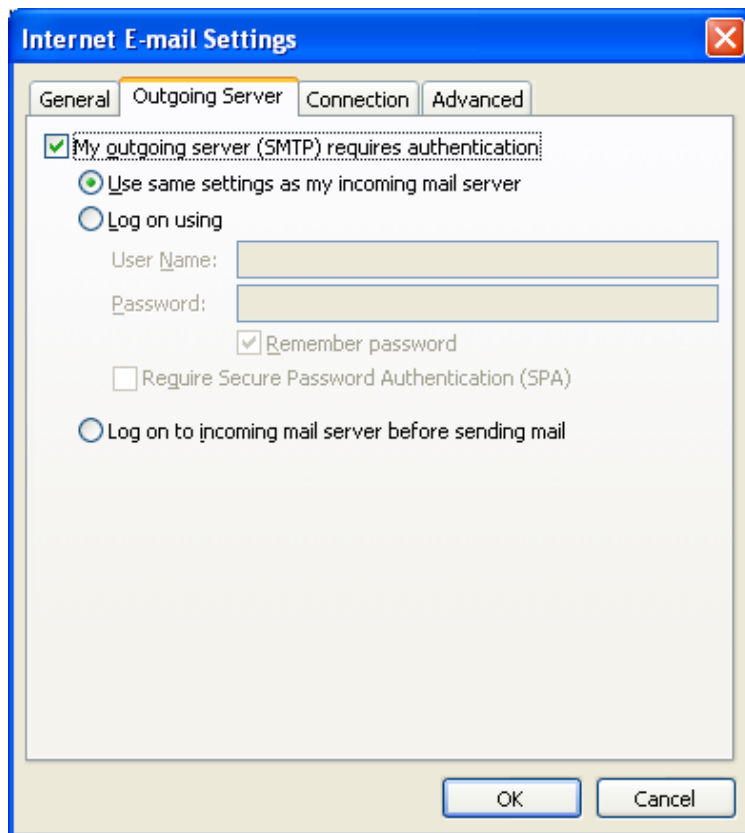 Internet E-mail Settings
General Outgoing Server Connection Advanced
My outgoing server (SMTP) requires authentication
Use same settings as my incoming mail server
Log on using
User Name:
Password:
Remember password
Require Secure Password Authentication (SPA)
Log on to incoming mail server before sending mail
OK Cancel